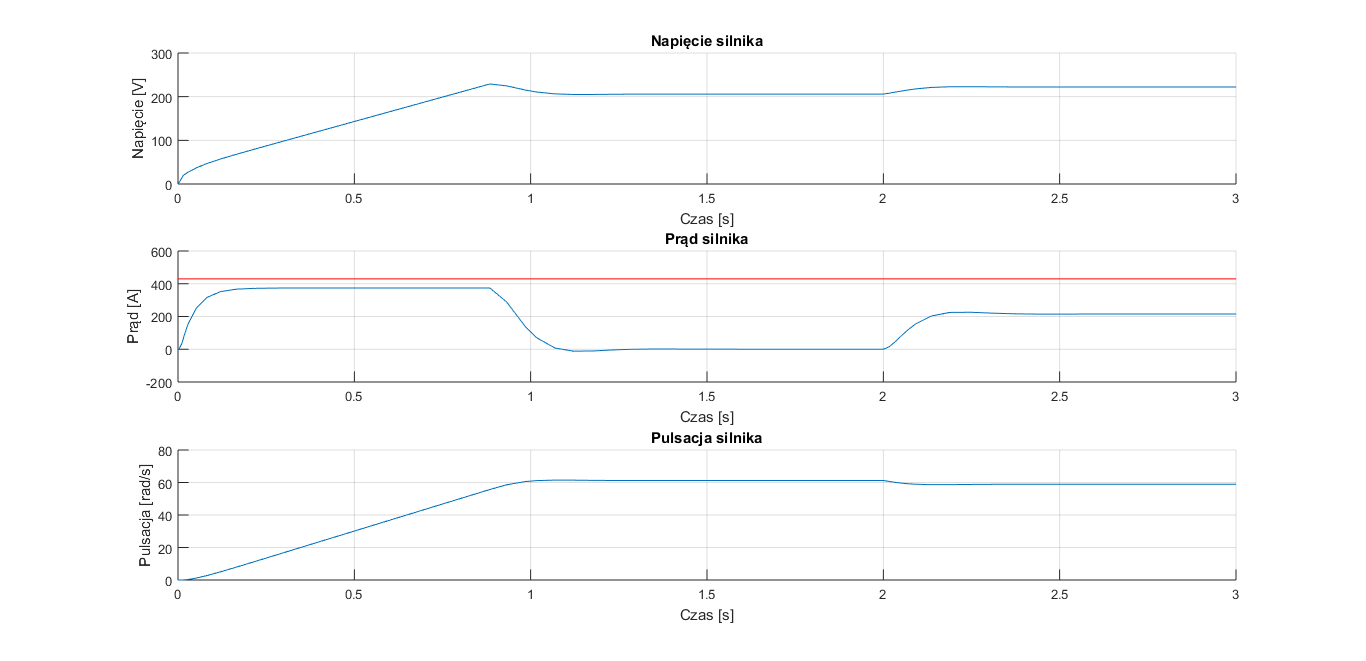 Napięcie silnika
300
200
100
0
Napięcie [V]
0 0.5 1 1.5 2 2.5 3
Czas [s]
Prąd silnika
600
400
200
0
-200
Prąd [A]
0 0.5 1 1.5 2 2.5 3
Czas [s]
Pulsacja silnika
80
60
40
20
0
Pulsacja [rad/s]
0 0.5 1 1.5 2 2.5 3
Czas [s]